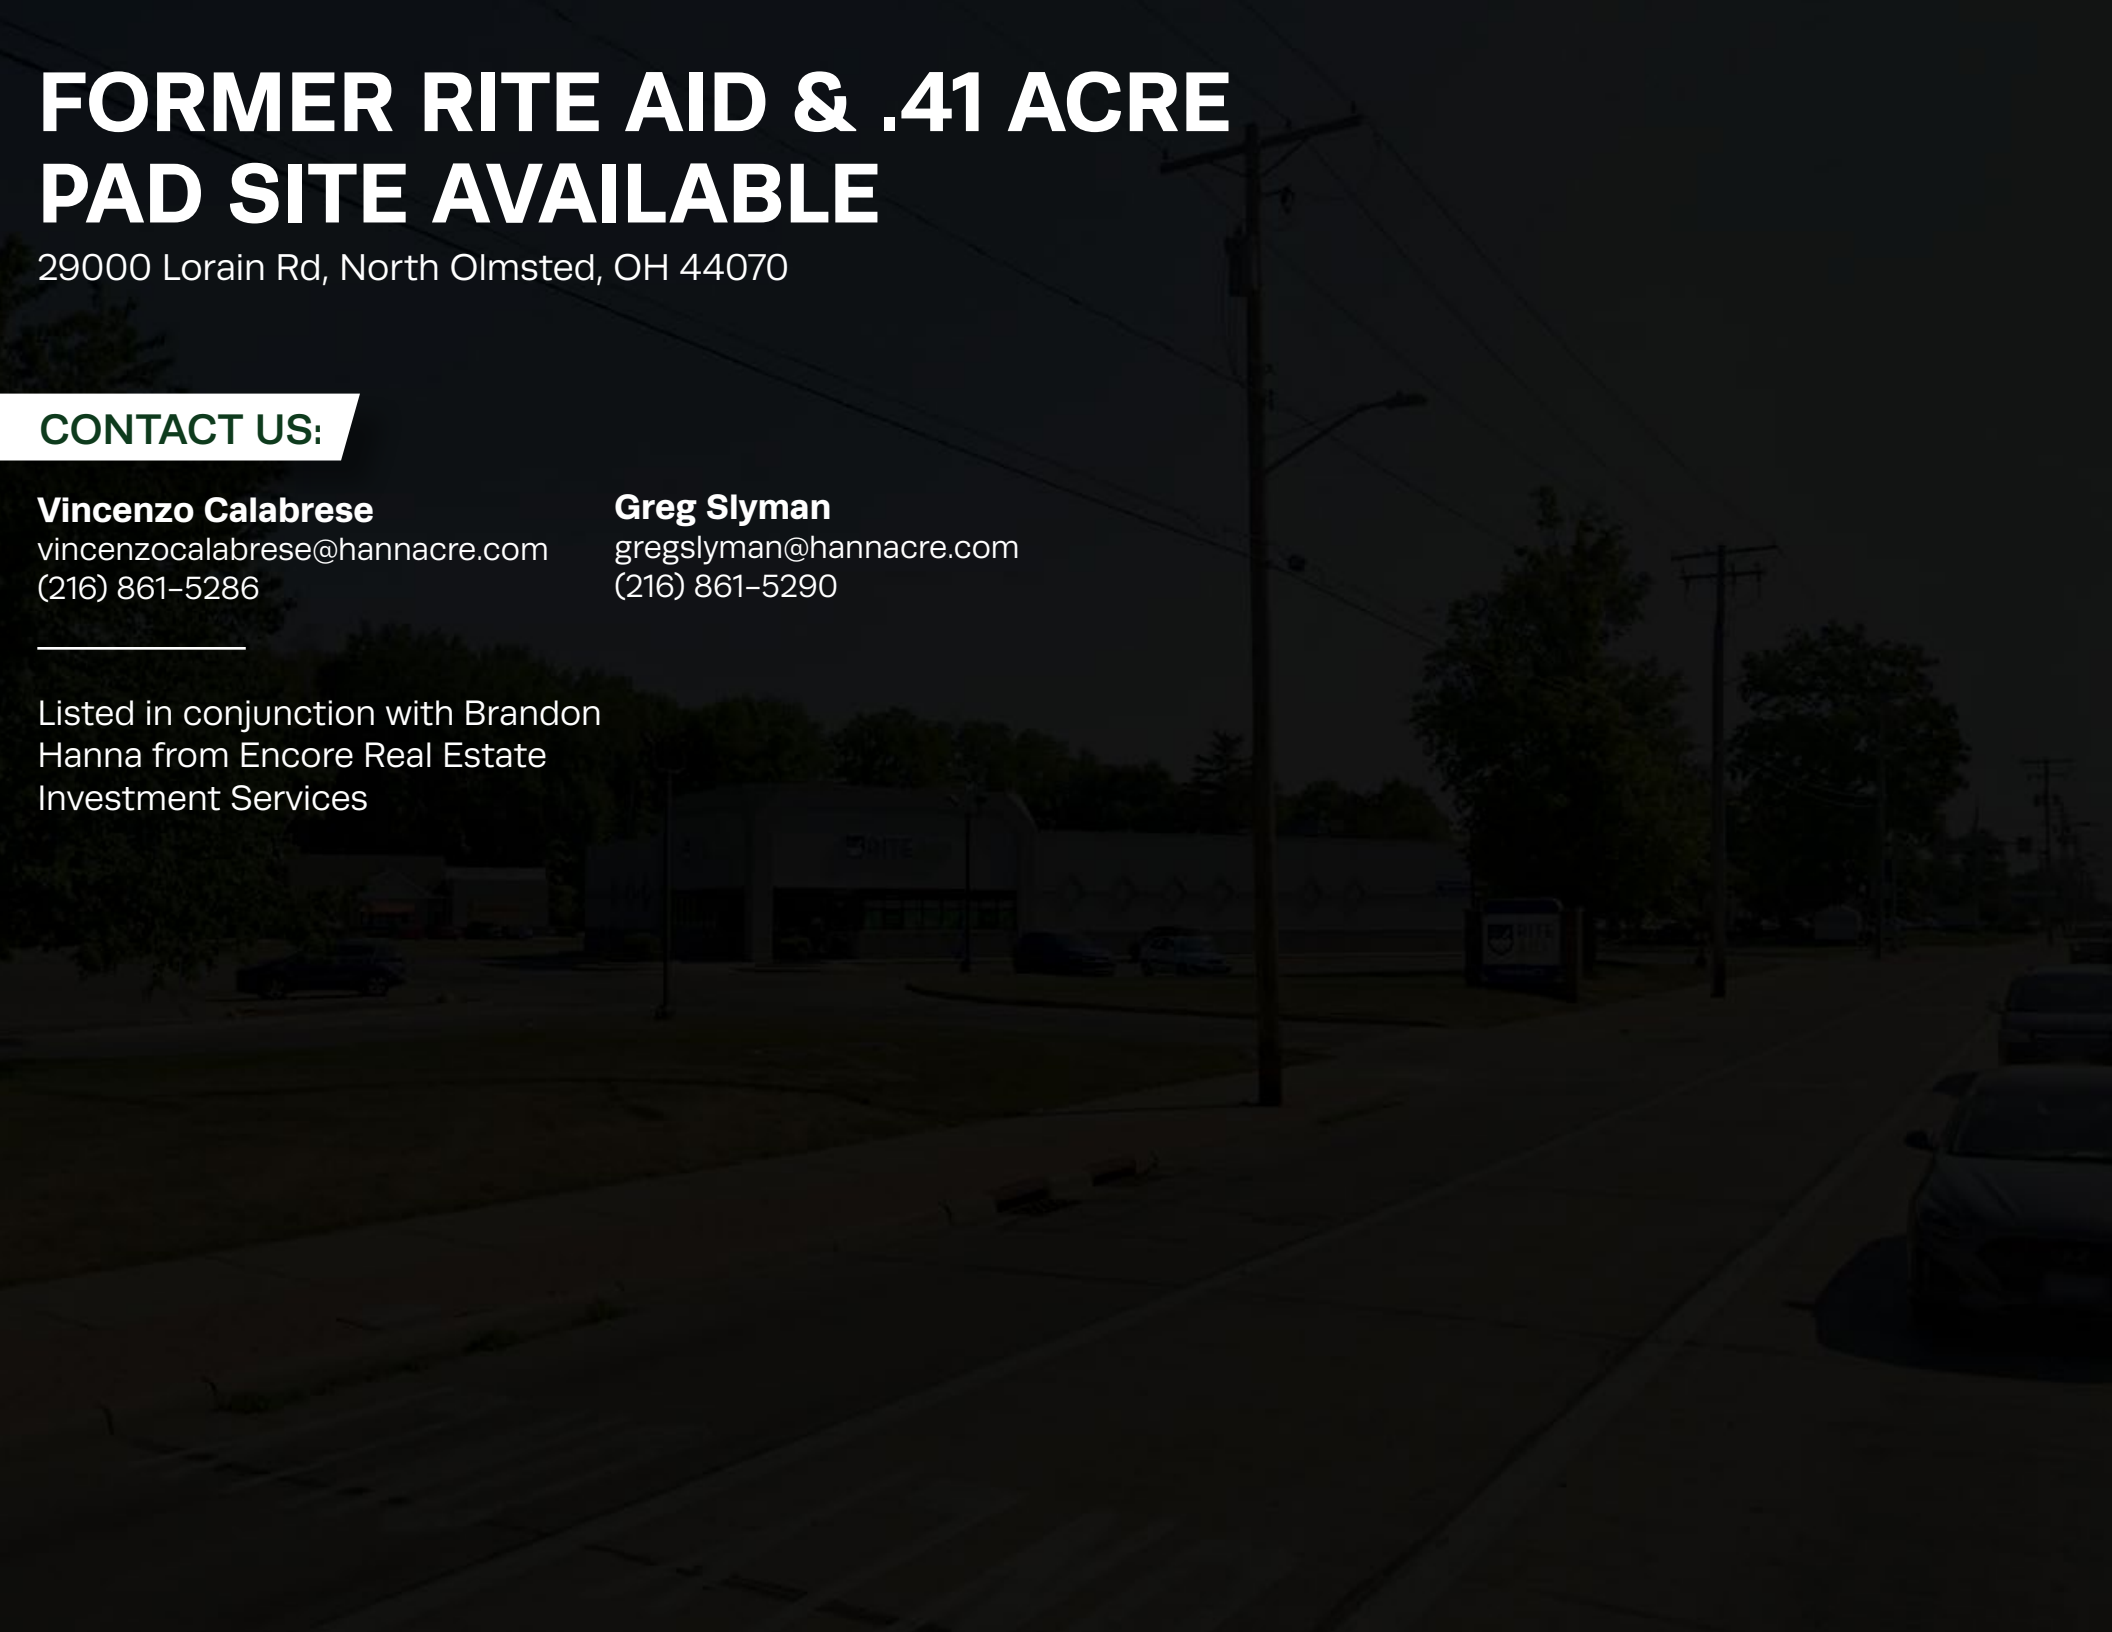 FORMER RITE AID & .41 ACRE
PAD SITE AVAILABLE
29000 Lorain Rd, North Olmsted, OH 44070
CONTACT US:
Vincenzo Calabrese
vincenzocalabrese@hannacre.com
(216) 861-5286
Greg Slyman
gregslyman@hannacre.com
(216) 861-5290
Listed in conjunction with Brandon
Hanna from Encore Real Estate
Investment Services
RITE
RITE